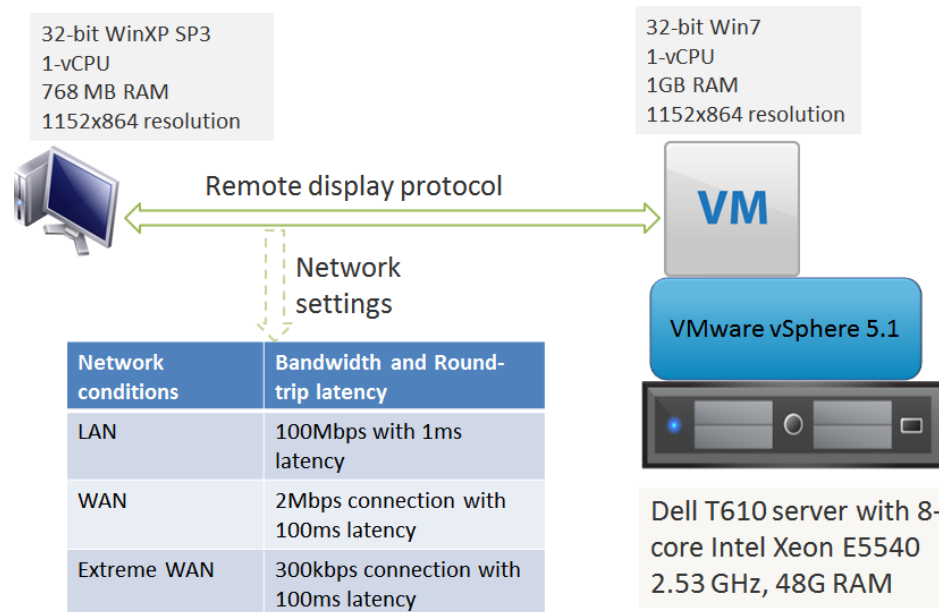 32-bit WinXP SP3
1-vCPU
768 MB RAM
1152x864 resolution
32-bit Win7
1-vCPU
1GB RAM
1152x864 resolution
Remote display protocol
VM
Network
settings
VMware vSphere 5.1
Network
conditions
Bandwidth and Round-
trip latency
LAN
100Mbps with 1ms
latency
WAN
2Mbps connection with
100ms latency
Extreme WAN
300kbps connection with
100ms latency
Dell T610 server with 8-
core Intel Xeon E5540
2.53 GHz, 48G RAM